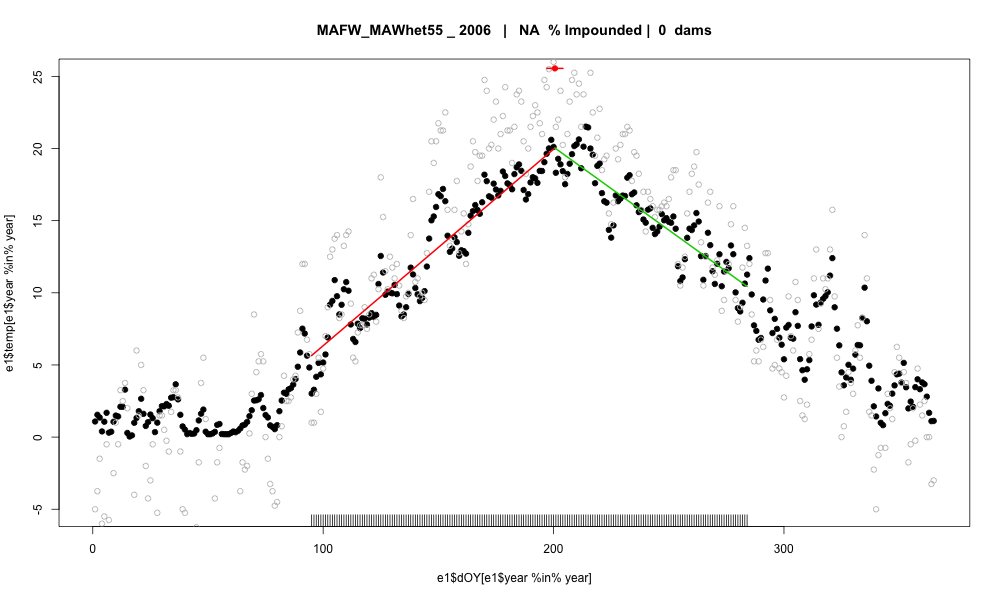 MAFW_MAWhet55 _ 2006 | NA % Impounded | 0 dams
25
20
15
10
5
0
-5
e1$temp[e1$year %in% year]
0 100 200 300
e1$dOY[e1$year %in% year]